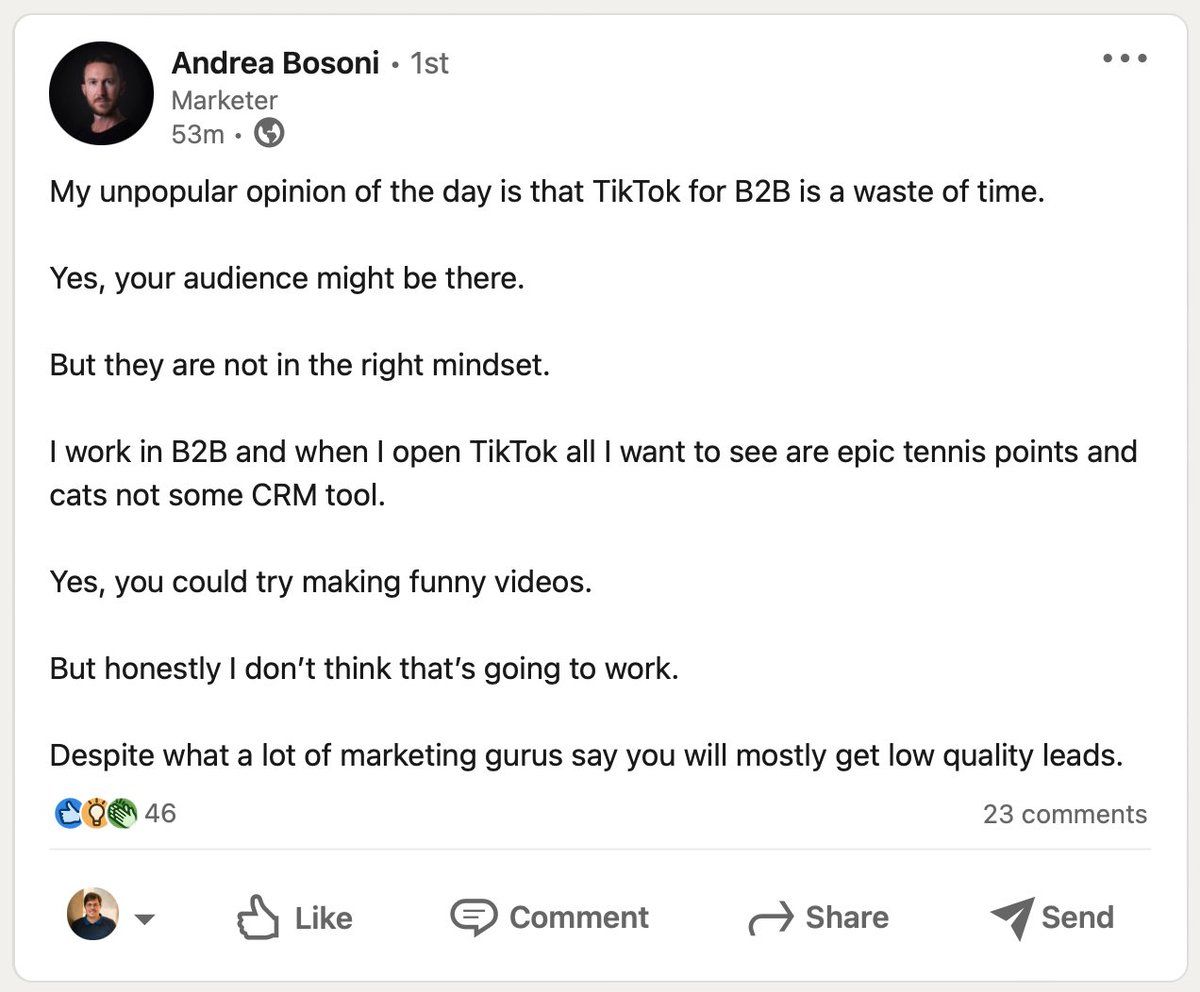 Andrea Bosoni • 1st
Marketer
53m •
My unpopular opinion of the day is that TikTok for B2B is a waste of time.
Yes, your audience might be there.
But they are not in the right mindset.
I work in B2B and when I open TikTok all I want to see are epic tennis points and
cats not some CRM tool.
Yes, you could try making funny videos.
But honestly I don’t think that’s going to work.
Despite what a lot of marketing gurus say you will mostly get low quality leads.
46 23 comments
Like Comment Share Send